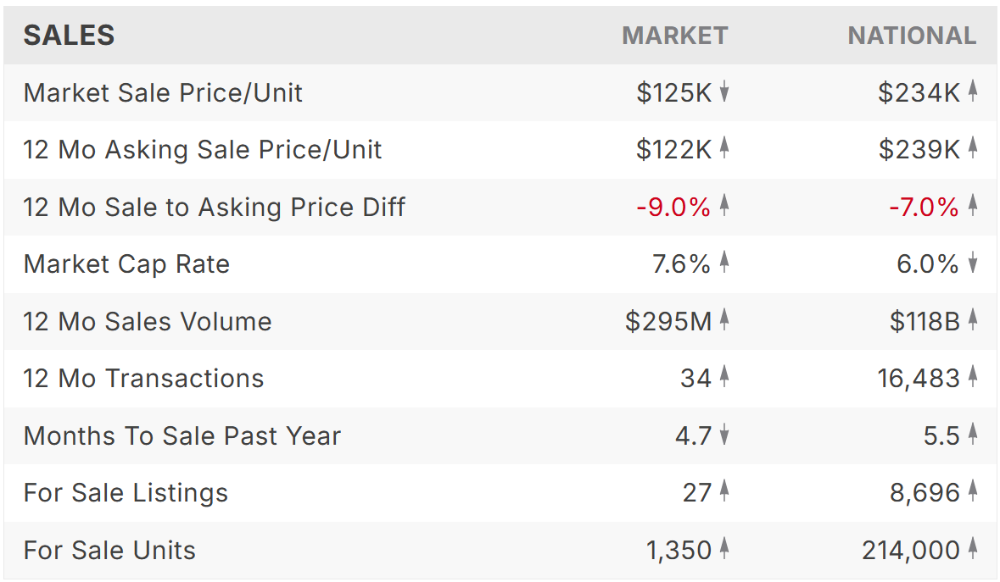 SALES MARKET NATIONAL
Market Sale Price/Unit $125K $234K
12 Mo Asking Sale Price/Unit $122K $239K
12 Mo Sale to Asking Price Diff -9.0% -7.0%
Market Cap Rate 7.6% 6.0%
12 Mo Sales Volume $295M $118B
12 Mo Transactions 34 16,483
Months To Sale Past Year 4.7 5.5
For Sale Listings 27 8,696
For Sale Units 1,350 214,000